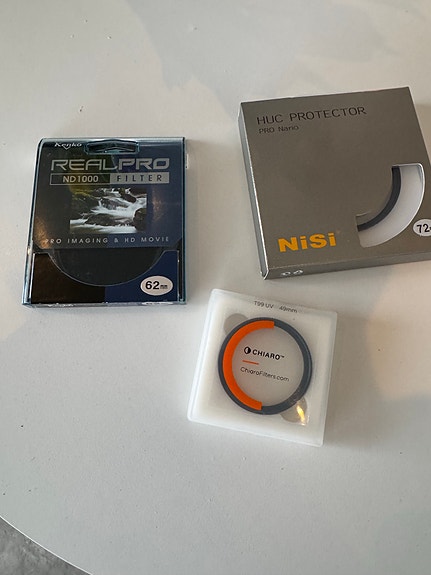 Kenko
REALPRO
ND1000 FILTER
PRO IMAGING & HD MOVIE
62mm
HUC PROTECTOR
PRO Nano
NiSi
72
T99 UV 49mm
CHIARO™
ChiaroFilters.com